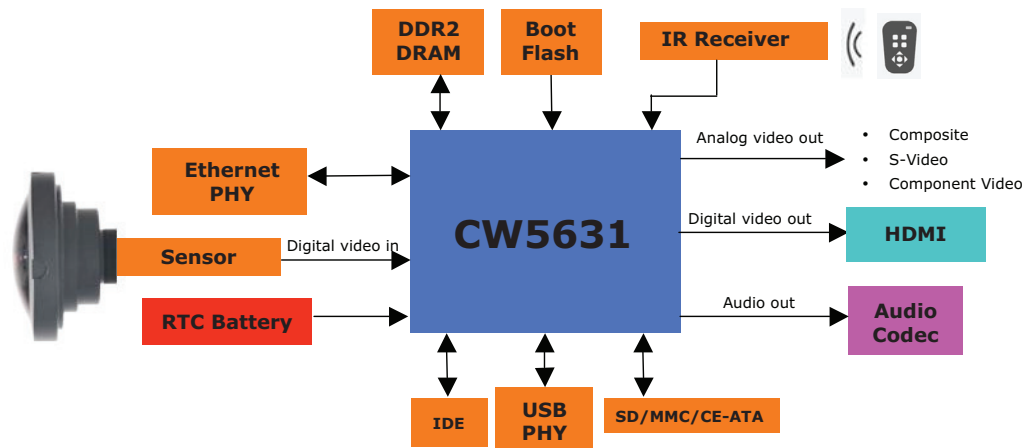 DDR2
DRAM
Boot
Flash
IR Receiver
Analog video out
• Composite
• S-Video
• Component Video
Ethernet
PHY
CW5631
Digital video out
HDMI
Sensor
Digital video in
RTC Battery
Audio out
Audio
Codec
IDE
USB
PHY
SD/MMC/CE-ATA